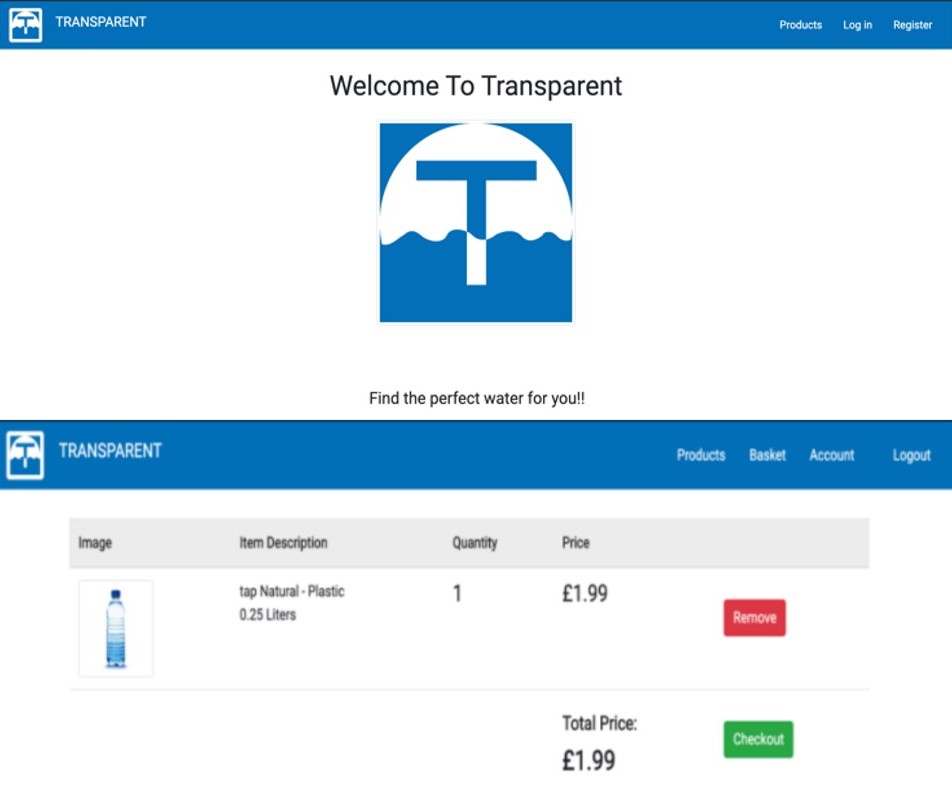 TRANSPARENT
Products Log in Register
Welcome To Transparent
T
Find the perfect water for you!!
TRANSPARENT
Products Basket Account Logout
Image Item Description Quantity Price
tap Natural - Plastic 1 £1.99 Remove
0.25 Liters
Total Price:
£1.99
Checkout